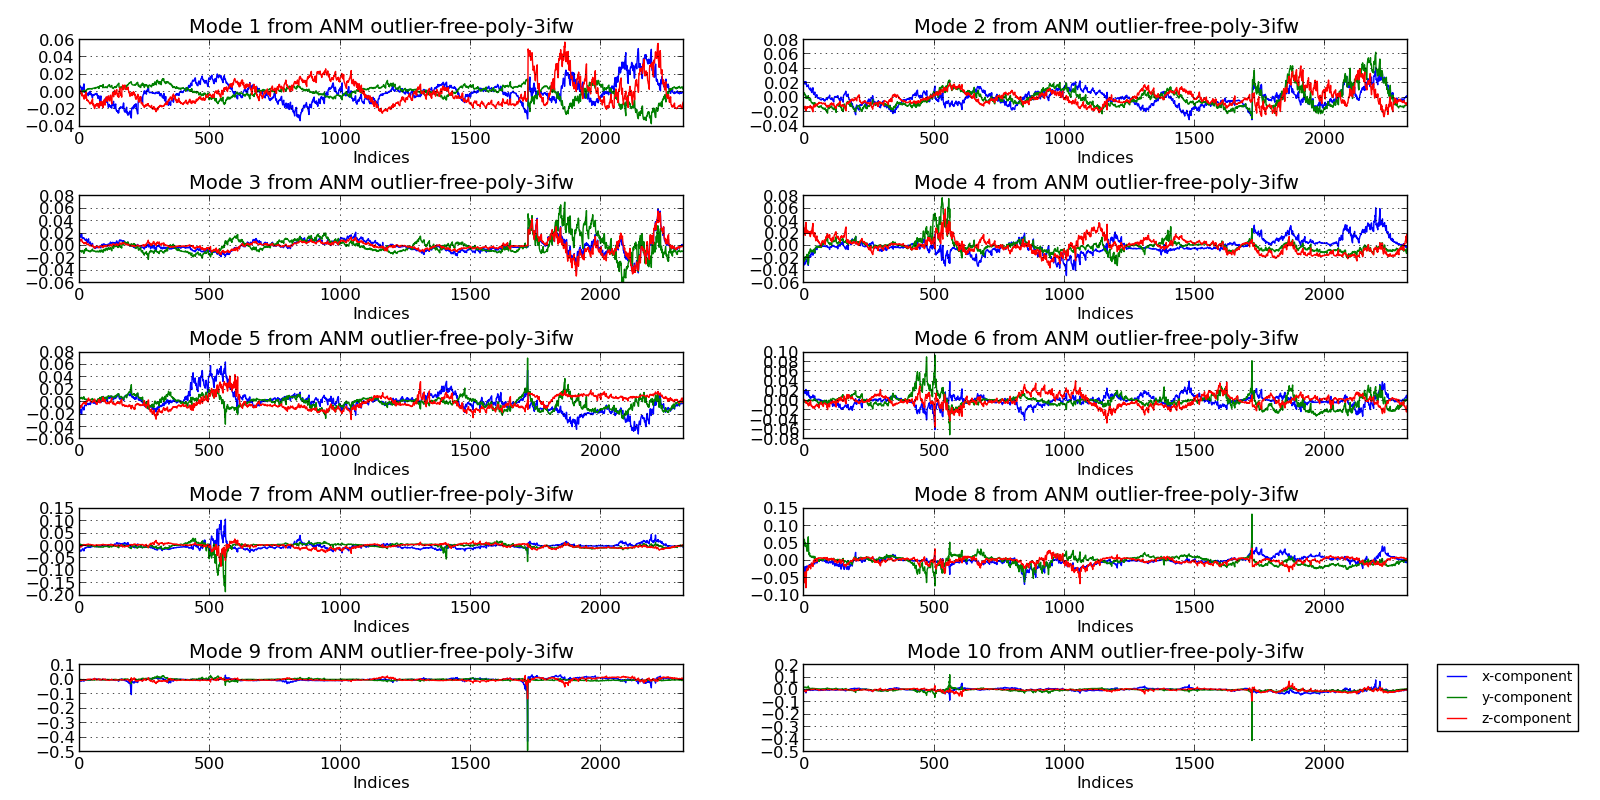 Mode 1 from ANM outlier-free-poly-3ifw
0.06
0.04
0.02
0.00
−0.02
−0.04
0 500 1000 1500 2000
Indices
Mode 2 from ANM outlier-free-poly-3ifw
0.08
0.06
0.04
0.02
0.00
−0.02
−0.04
0 500 1000 1500 2000
Indices
Mode 3 from ANM outlier-free-poly-3ifw
0.08
0.06
0.04
0.02
0.00
−0.02
−0.04
−0.06
0 500 1000 1500 2000
Indices
Mode 4 from ANM outlier-free-poly-3ifw
0.08
0.06
0.04
0.02
0.00
−0.02
−0.04
−0.06
0 500 1000 1500 2000
Indices
Mode 5 from ANM outlier-free-poly-3ifw
0.08
0.06
0.04
0.02
0.00
−0.02
−0.04
−0.06
0 500 1000 1500 2000
Indices
Mode 6 from ANM outlier-free-poly-3ifw
0.10
0.08
0.06
0.04
0.02
0.00
−0.02
−0.04
−0.06
−0.08
0 500 1000 1500 2000
Indices
Mode 7 from ANM outlier-free-poly-3ifw
0.15
0.10
0.05
0.00
−0.05
−0.10
−0.15
−0.20
0 500 1000 1500 2000
Indices
Mode 8 from ANM outlier-free-poly-3ifw
0.15
0.10
0.05
0.00
−0.05
−0.10
0 500 1000 1500 2000
Indices
Mode 9 from ANM outlier-free-poly-3ifw
0.1
0.0
−0.1
−0.2
−0.3
−0.4
−0.5
0 500 1000 1500 2000
Indices
Mode 10 from ANM outlier-free-poly-3ifw
0.2
0.1
0.0
−0.1
−0.2
−0.3
−0.4
−0.5
0 500 1000 1500 2000
Indices
x-component
y-component
z-component